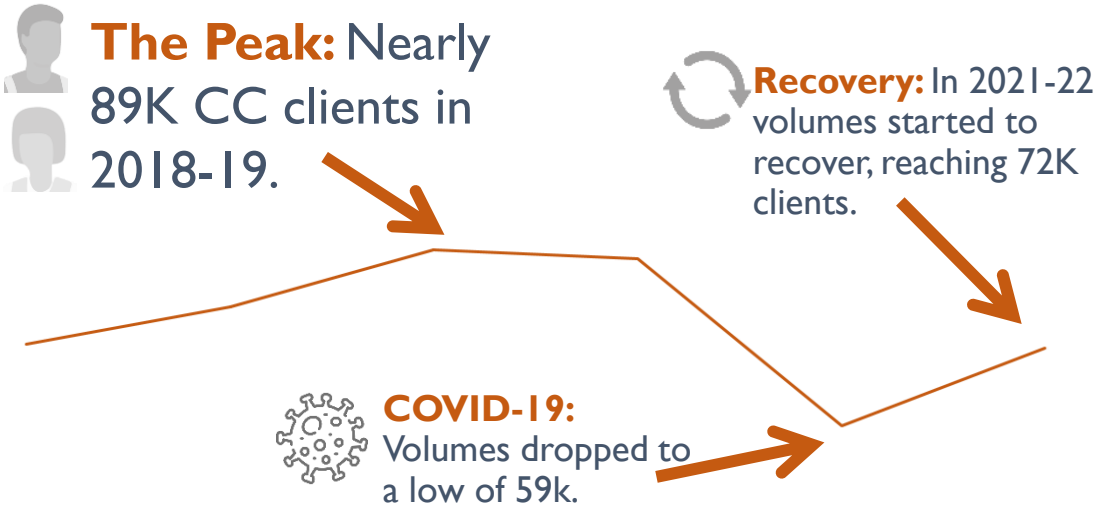 The Peak: Nearly
89K CC clients in
2018-19.
Recovery: In 2021-22
volumes started to
recover, reaching 72K
clients.
COVID-19:
Volumes dropped to
a low of 59k.